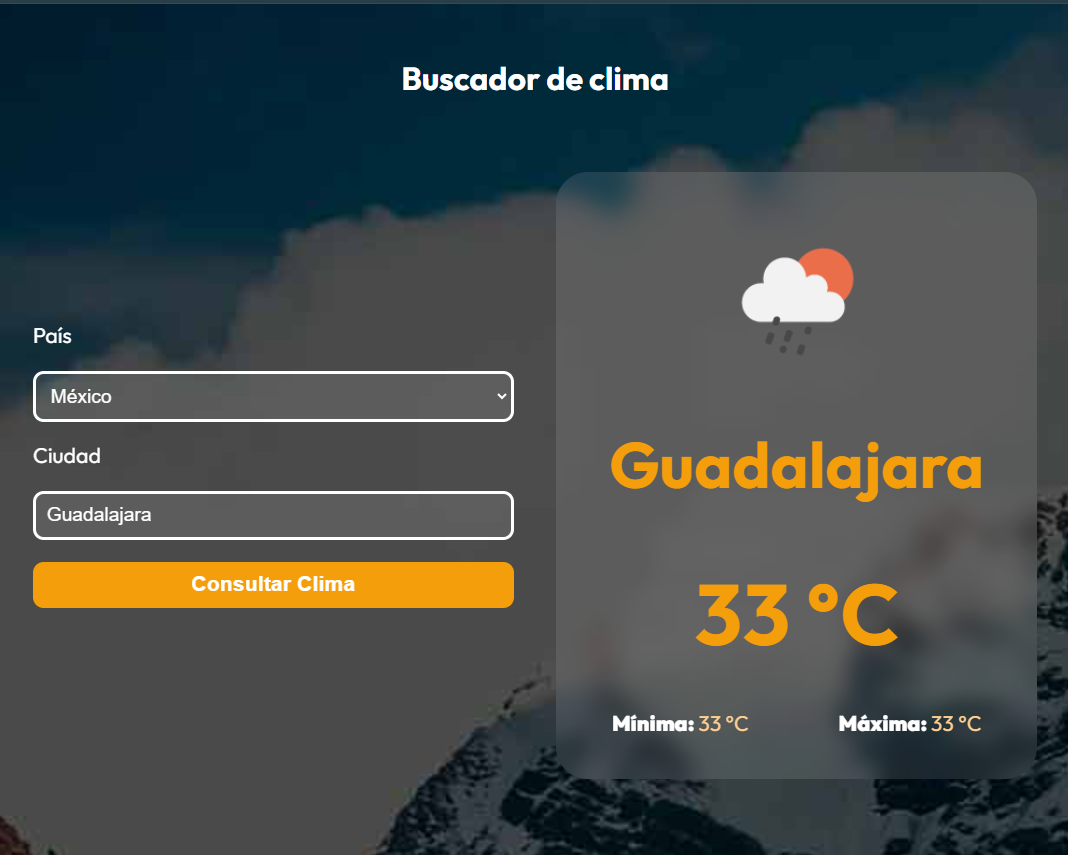 Buscador de clima
País
México
Ciudad
Guadalajara
Consultar Clima
Guadalajara
33 °C
Mínima: 33 °C
Máxima: 33 °C